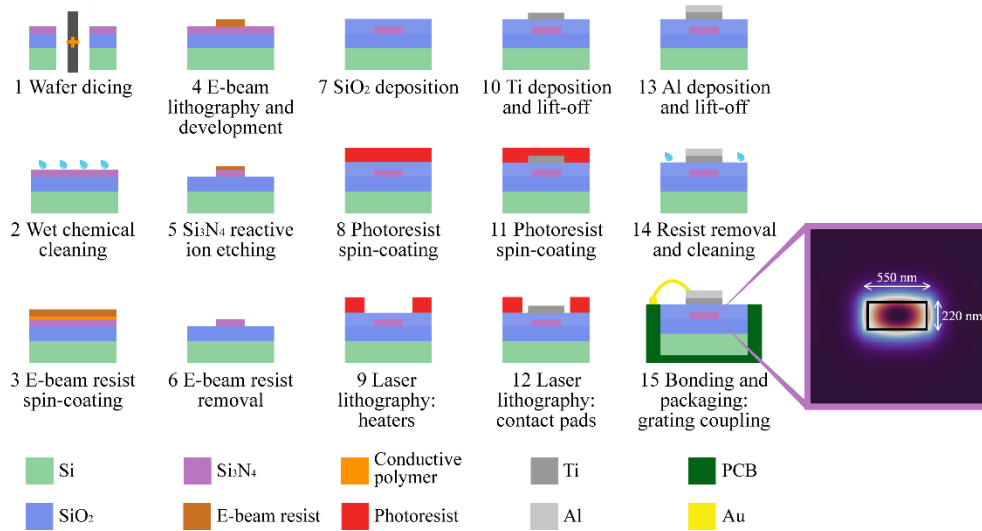 1 Wafer dicing
4 E-beam
lithography and
development
7 SiO₂ deposition
10 Ti deposition
and lift-off
13 Al deposition
and lift-off
2 Wet chemical
cleaning
5 Si₃N₄ reactive
ion etching
8 Photoresist
spin-coating
11 Photoresist
spin-coating
14 Resist removal
and cleaning
550 nm
220 nm
3 E-beam resist
spin-coating
6 E-beam resist
removal
9 Laser
lithography:
heaters
12 Laser
lithography:
contact pads
15 Bonding and
packaging:
grating coupling
Si
Si₃N₄
Conductive
polymer
Ti
PCB
SiO₂
E-beam resist
Photoresist
Al
Au